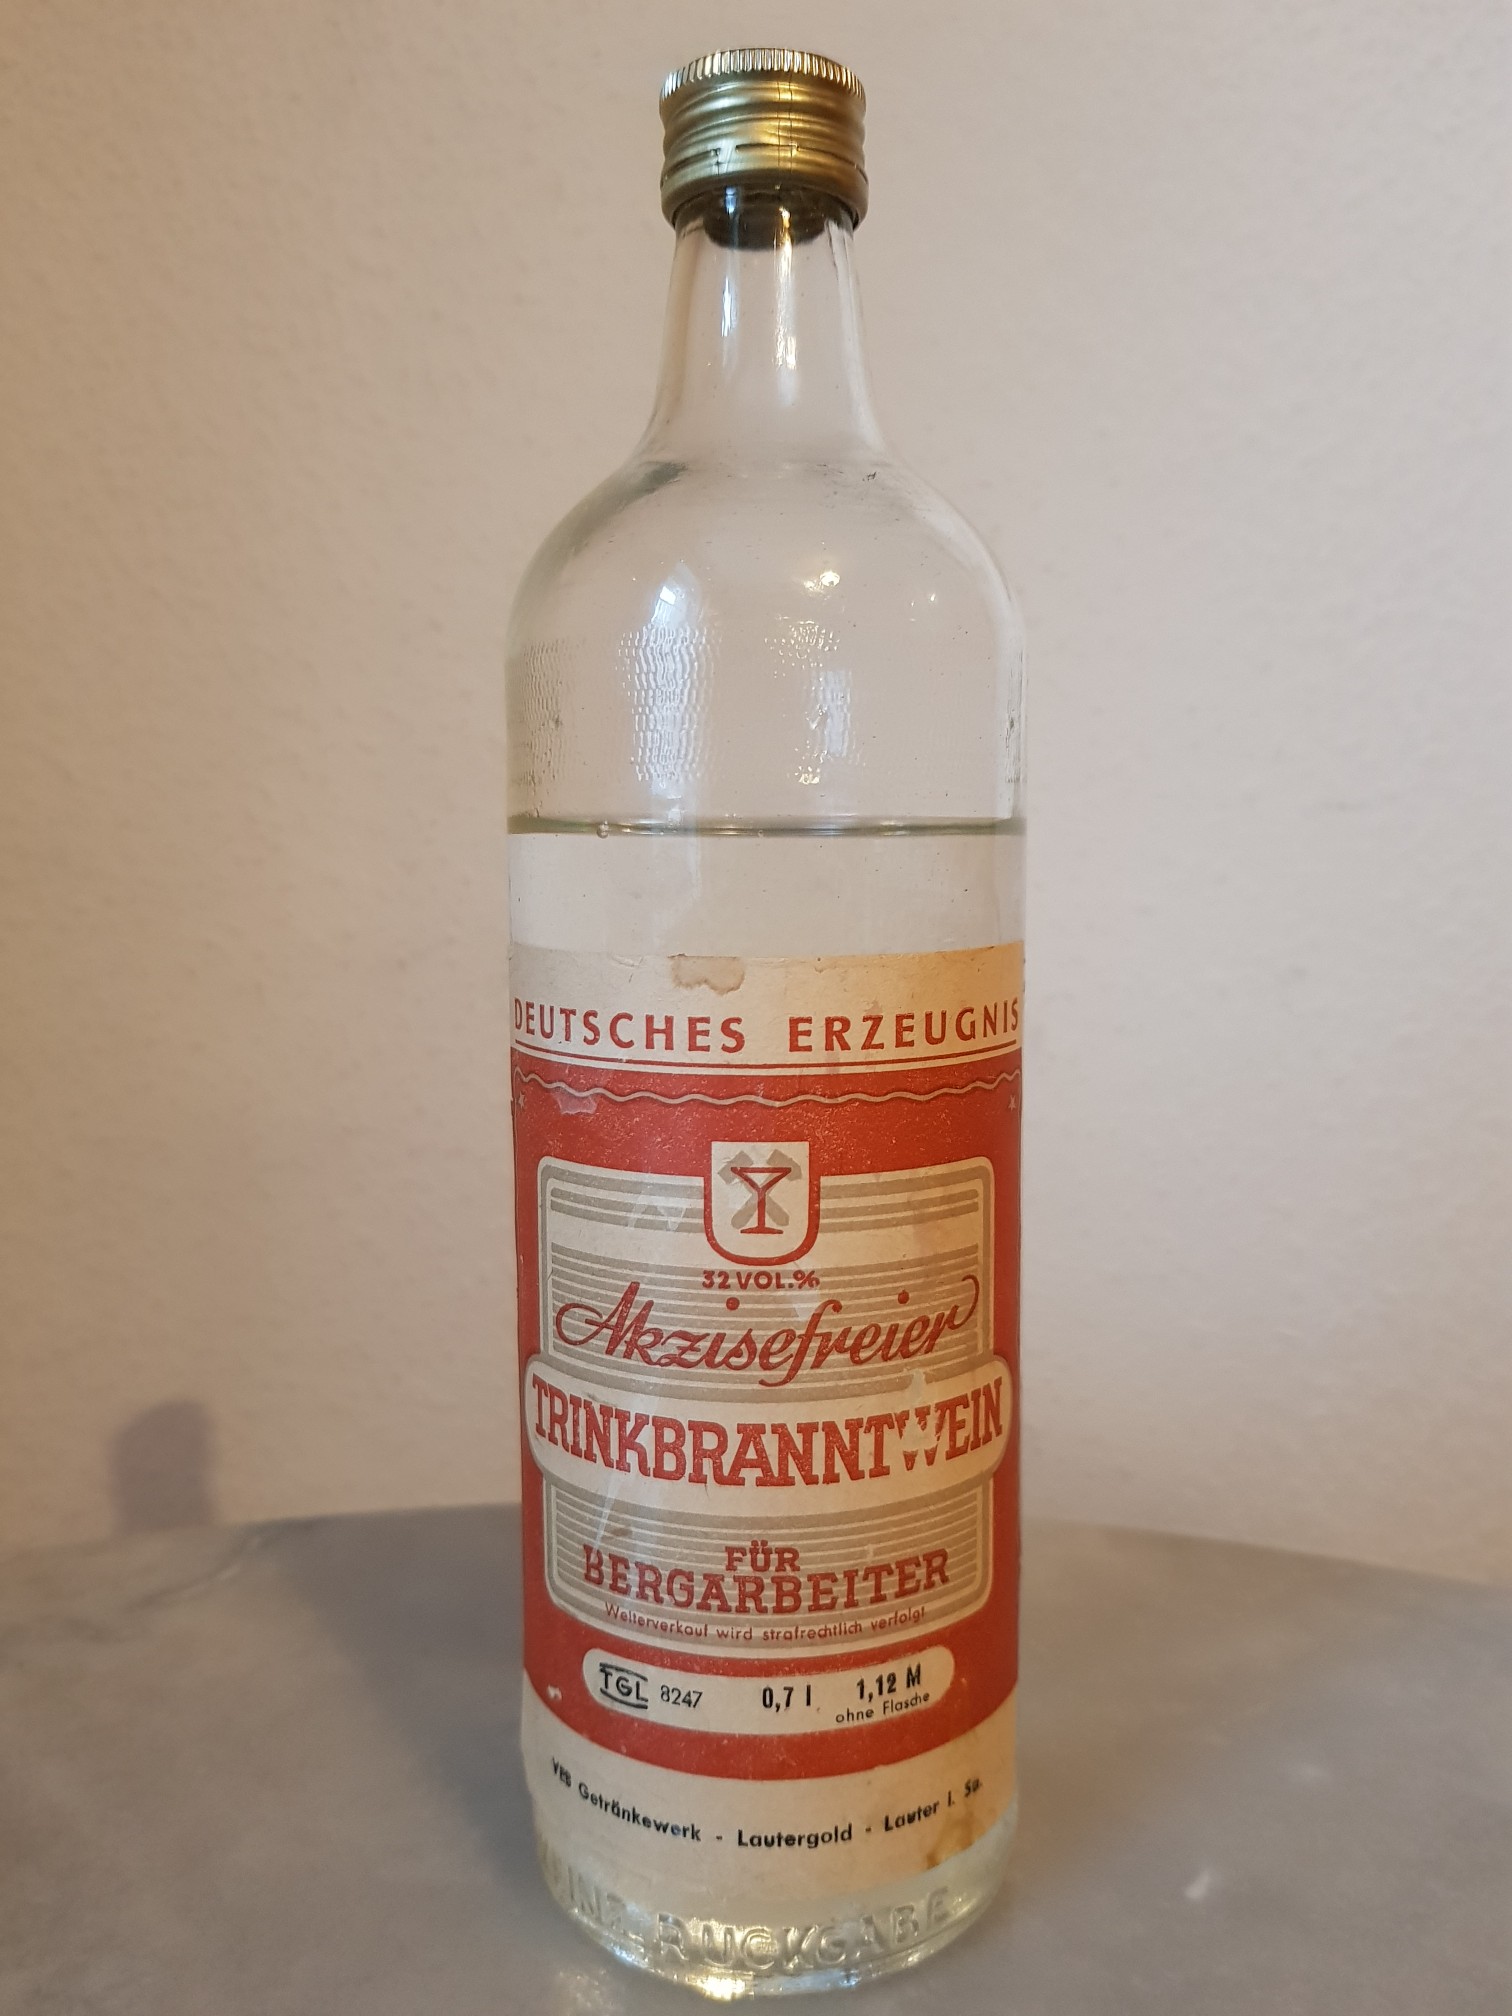 DEUTSCHES ERZEUGNIS
32 VOL.%
Akzisefreier
TRINKBRANNTWEIN
FÜR
BERGARBEITER
Weiterverkauf wird strafrechtlich verfolgt
TGL 8247 0,7 l 1,12 M
ohne Flasche
VEB Getränkewerk - Lautergold - Lauter i. Sa.
RÜCKGABE